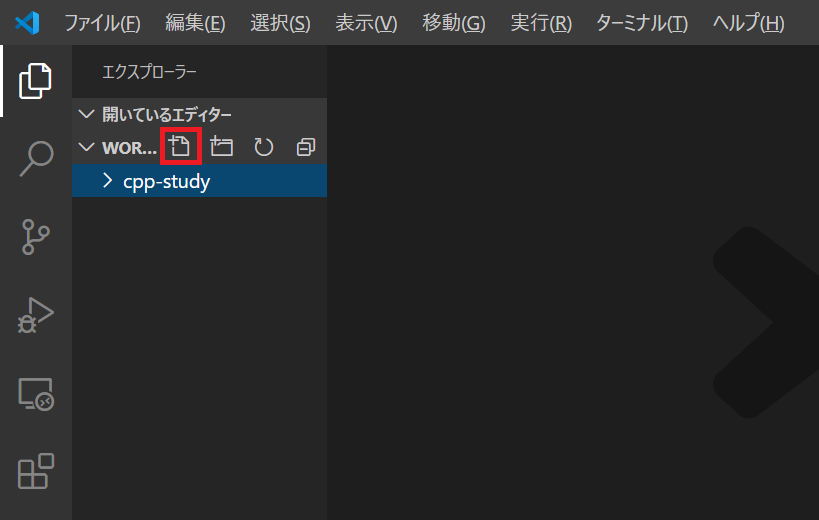 ファイル(F) 編集(E) 選択(S) 表示(V) 移動(G) 実行(R) ターミナル(T) ヘルプ(H)
エクスプローラー
開いているエディター
WOR...
cpp-study